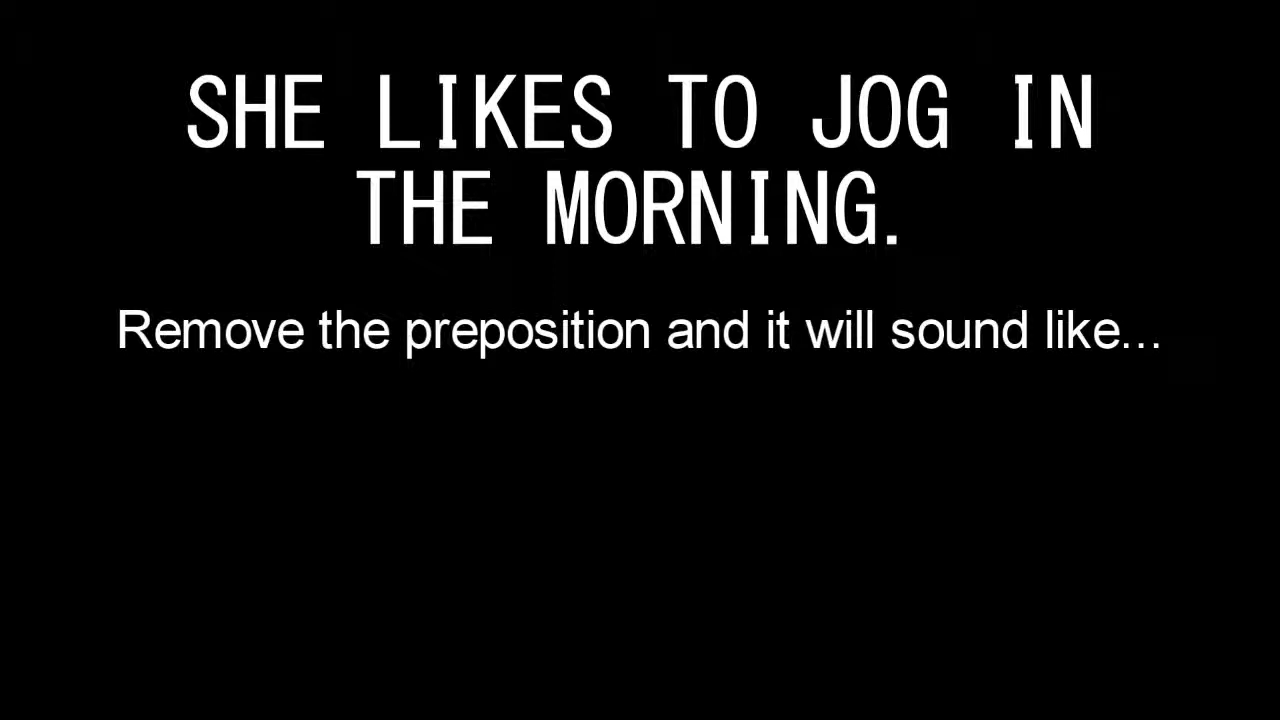 SHE LIKES TO JOG IN
THE MORNING.
Remove the preposition and it will sound like...